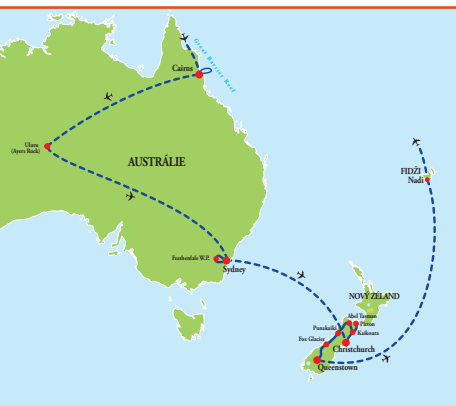 Great Barrier Reef
Cairns
Uluru
(Ayers Rock)
AUSTRÁLIE
FIDŽI
Nadi
Featherdale W.P.
Sydney
NOVÝ ZÉLAND
Abel Tasman
Picton
Punakaiki
Kaikoura
Fox Glacier
Christchurch
Queenstown